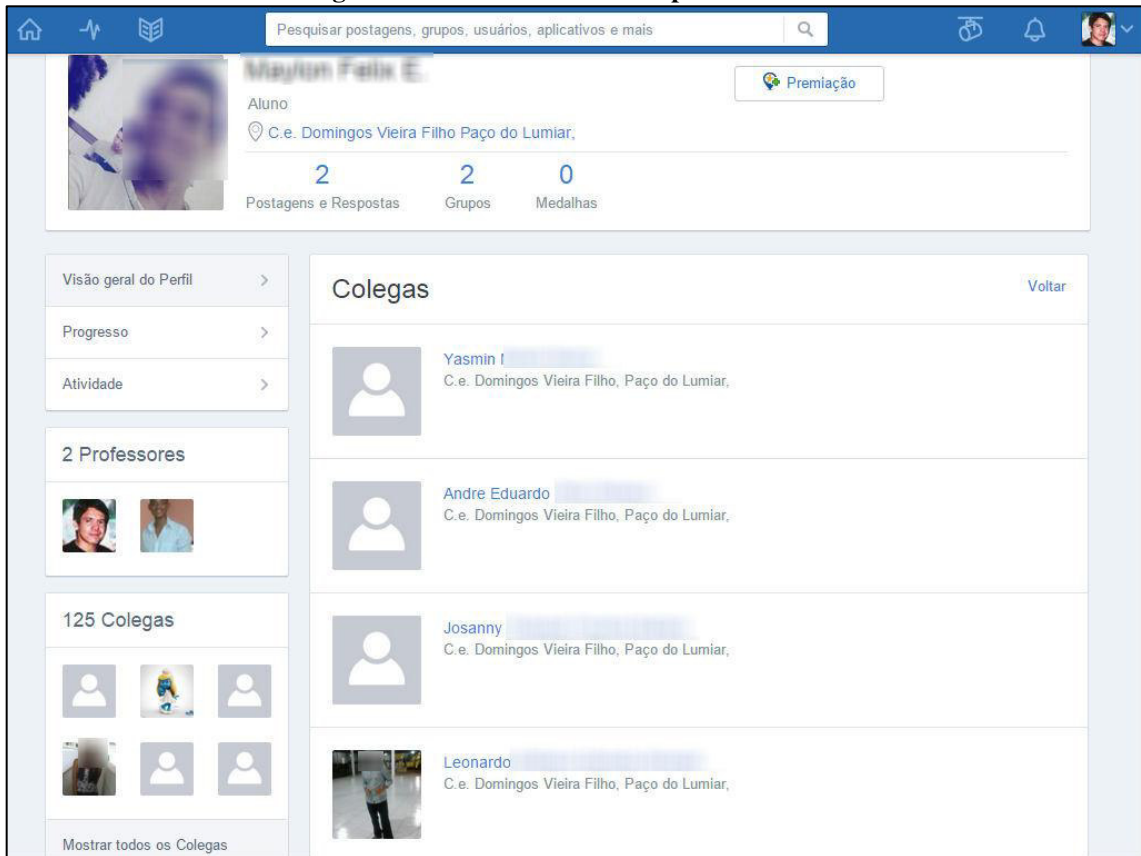 Pesquisar postagens, grupos, usuários, aplicativos e mais
Aluno
Premiação
C.e. Domingos Vieira Filho Paço do Lumiar,
2 2 0
Postagens e Respostas Grupos Medalhas
Visão geral do Perfil
Progresso
Atividade
2 Professores
125 Colegas
Mostrar todos os Colegas
Colegas Voltar
Yasmin
C.e. Domingos Vieira Filho, Paço do Lumiar,
Andre Eduardo
C.e. Domingos Vieira Filho, Paço do Lumiar,
Josanny
C.e. Domingos Vieira Filho, Paço do Lumiar,
Leonardo
C.e. Domingos Vieira Filho, Paço do Lumiar,